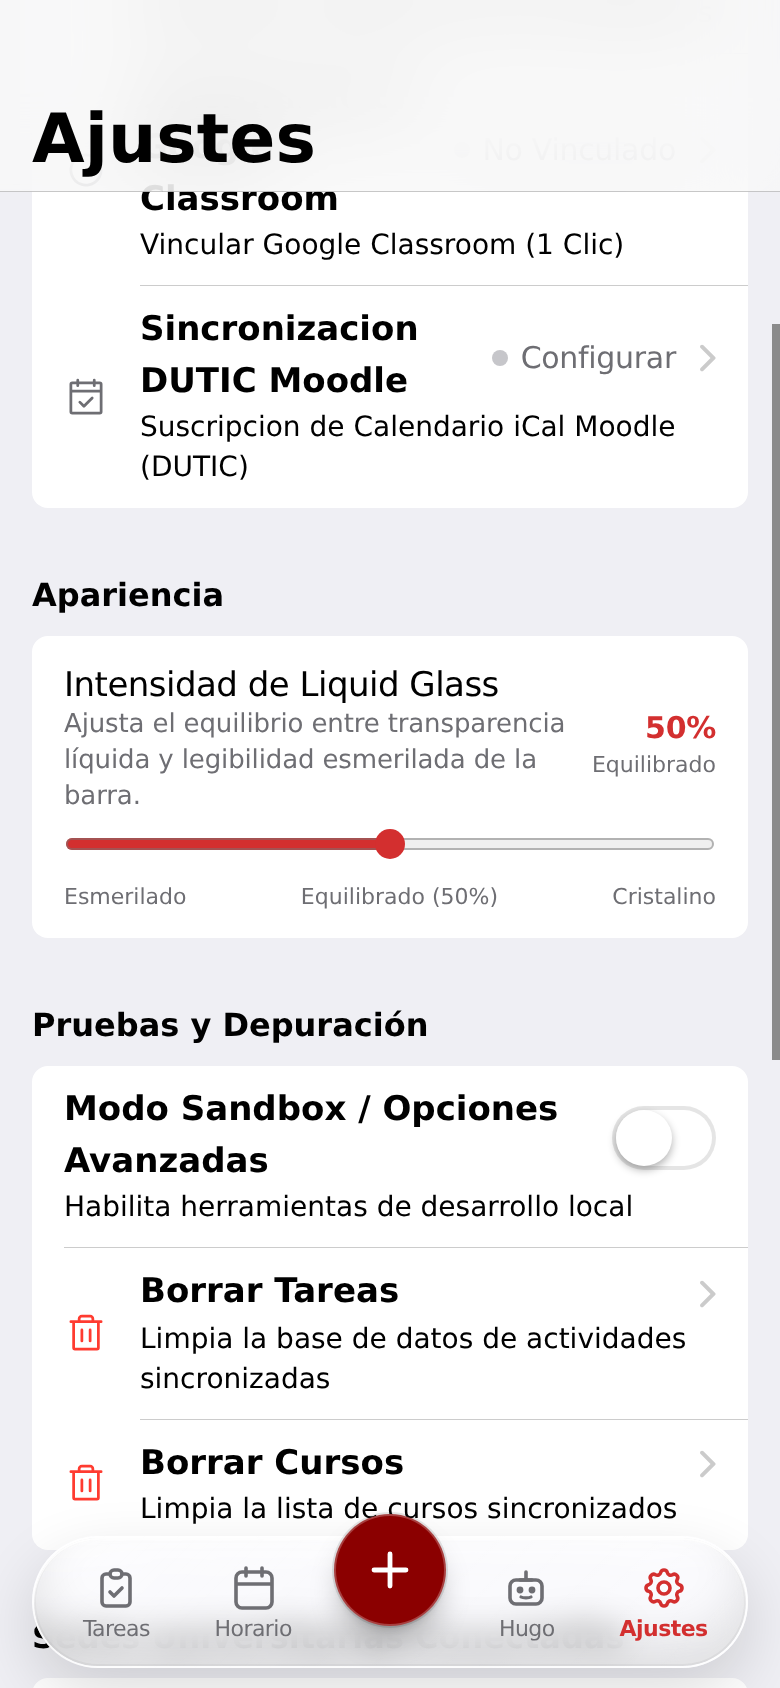 Ajustes
No Vinculado
Classroom
Vincular Google Classroom (1 Clic)
Sincronizacion
DUTIC Moodle
Configurar
Suscripcion de Calendario iCal Moodle
(DUTIC)
Apariencia
Intensidad de Liquid Glass
Ajusta el equilibrio entre transparencia
líquida y legibilidad esmerilada de la
barra.
50%
Equilibrado
Esmerilado
Equilibrado (50%)
Cristalino
Pruebas y Depuración
Modo Sandbox / Opciones
Avanzadas
Habilita herramientas de desarrollo local
Borrar Tareas
Limpia la base de datos de actividades
sincronizadas
Borrar Cursos
Limpia la lista de cursos sincronizados
Tareas
Horario
Hugo
Ajustes